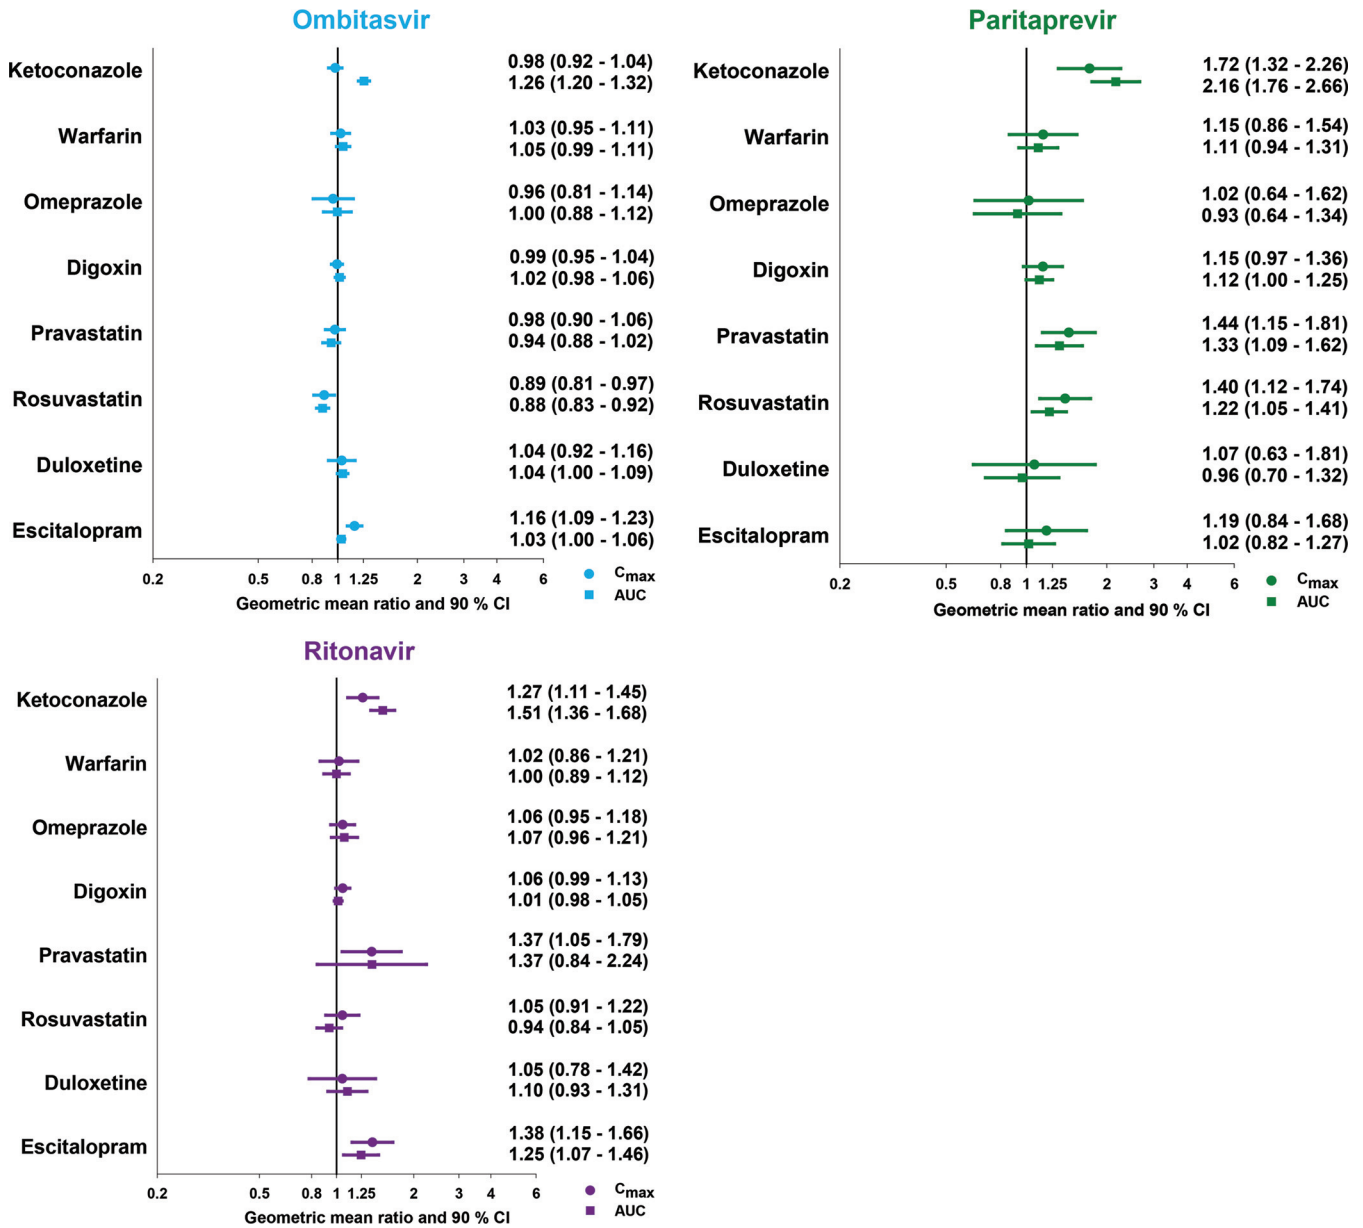 Ombitasvir
Ketoconazole
0.98 (0.92 - 1.04)
1.26 (1.20 - 1.32)
Warfarin
1.03 (0.95 - 1.11)
1.05 (0.99 - 1.11)
Omeprazole
0.96 (0.81 - 1.14)
1.00 (0.88 - 1.12)
Digoxin
0.99 (0.95 - 1.04)
1.02 (0.98 - 1.06)
Pravastatin
0.98 (0.90 - 1.06)
0.94 (0.88 - 1.02)
Rosuvastatin
0.89 (0.81 - 0.97)
0.88 (0.83 - 0.92)
Duloxetine
1.04 (0.92 - 1.16)
1.04 (1.00 - 1.09)
Escitalopram
1.16 (1.09 - 1.23)
1.03 (1.00 - 1.06)
0.2 0.5 0.8 1 1.25 2 3 4 6
Geometric mean ratio and 90 % CI
Cmax
AUC
Paritaprevir
Ketoconazole
1.72 (1.32 - 2.26)
2.16 (1.76 - 2.66)
Warfarin
1.15 (0.86 - 1.54)
1.11 (0.94 - 1.31)
Omeprazole
1.02 (0.64 - 1.62)
0.93 (0.64 - 1.34)
Digoxin
1.15 (0.97 - 1.36)
1.12 (1.00 - 1.25)
Pravastatin
1.44 (1.15 - 1.81)
1.33 (1.09 - 1.62)
Rosuvastatin
1.40 (1.12 - 1.74)
1.22 (1.05 - 1.41)
Duloxetine
1.07 (0.63 - 1.81)
0.96 (0.70 - 1.32)
Escitalopram
1.19 (0.84 - 1.68)
1.02 (0.82 - 1.27)
0.2 0.5 0.8 1 1.25 2 3 4 6
Geometric mean ratio and 90 % CI
Cmax
AUC
Ritonavir
Ketoconazole
1.27 (1.11 - 1.45)
1.51 (1.36 - 1.68)
Warfarin
1.02 (0.86 - 1.21)
1.00 (0.89 - 1.12)
Omeprazole
1.06 (0.95 - 1.18)
1.07 (0.96 - 1.21)
Digoxin
1.06 (0.99 - 1.13)
1.01 (0.98 - 1.05)
Pravastatin
1.37 (1.05 - 1.79)
1.37 (0.84 - 2.24)
Rosuvastatin
1.05 (0.91 - 1.22)
0.94 (0.84 - 1.05)
Duloxetine
1.05 (0.78 - 1.42)
1.10 (0.93 - 1.31)
Escitalopram
1.38 (1.15 - 1.66)
1.25 (1.07 - 1.46)
0.2 0.5 0.8 1 1.25 2 3 4 6
Geometric mean ratio and 90 % CI
Cmax
AUC